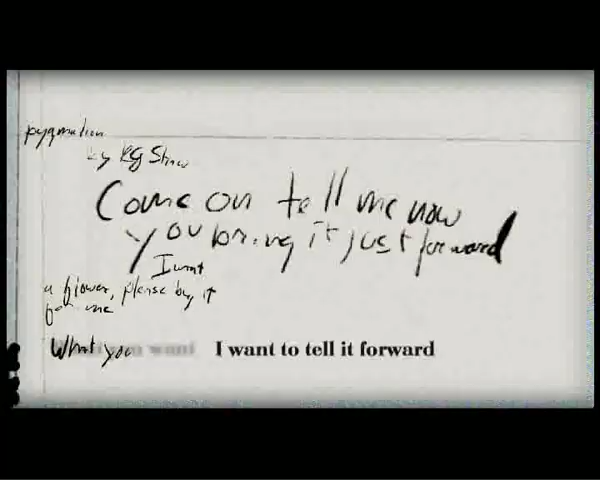 pygmalion
by RG Shaw
Come on tell me now
you bring it just forward
I want
a flower, please buy it
for me
What you want I want to tell it forward